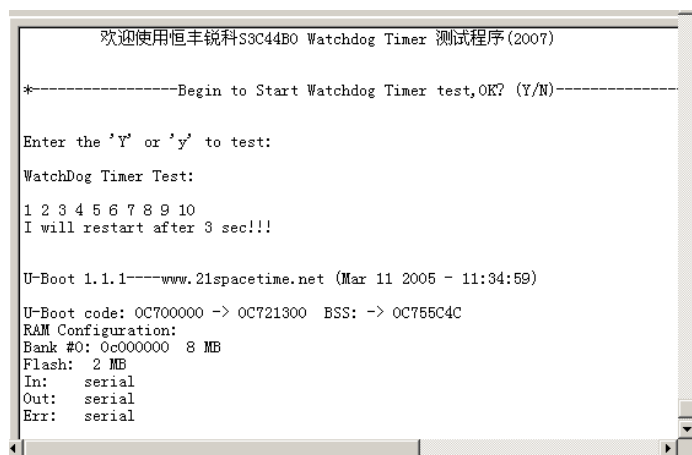 欢迎使用恒丰锐科S3C44B0 Watchdog Timer 测试程序(2007)
*-----------------Begin to Start Watchdog Timer test,OK? (Y/N)--------------
Enter the 'Y' or 'y' to test:
WatchDog Timer Test:
1 2 3 4 5 6 7 8 9 10
I will restart after 3 sec!!!
U-Boot 1.1.1----www.21spacetime.net (Mar 11 2005 - 11:34:59)
U-Boot code: 0C700000 -> 0C721300  BSS: -> 0C755C4C
RAM Configuration:
Bank #0: 0c000000  8 MB
Flash:  2 MB
In:    serial
Out:   serial
Err:   serial